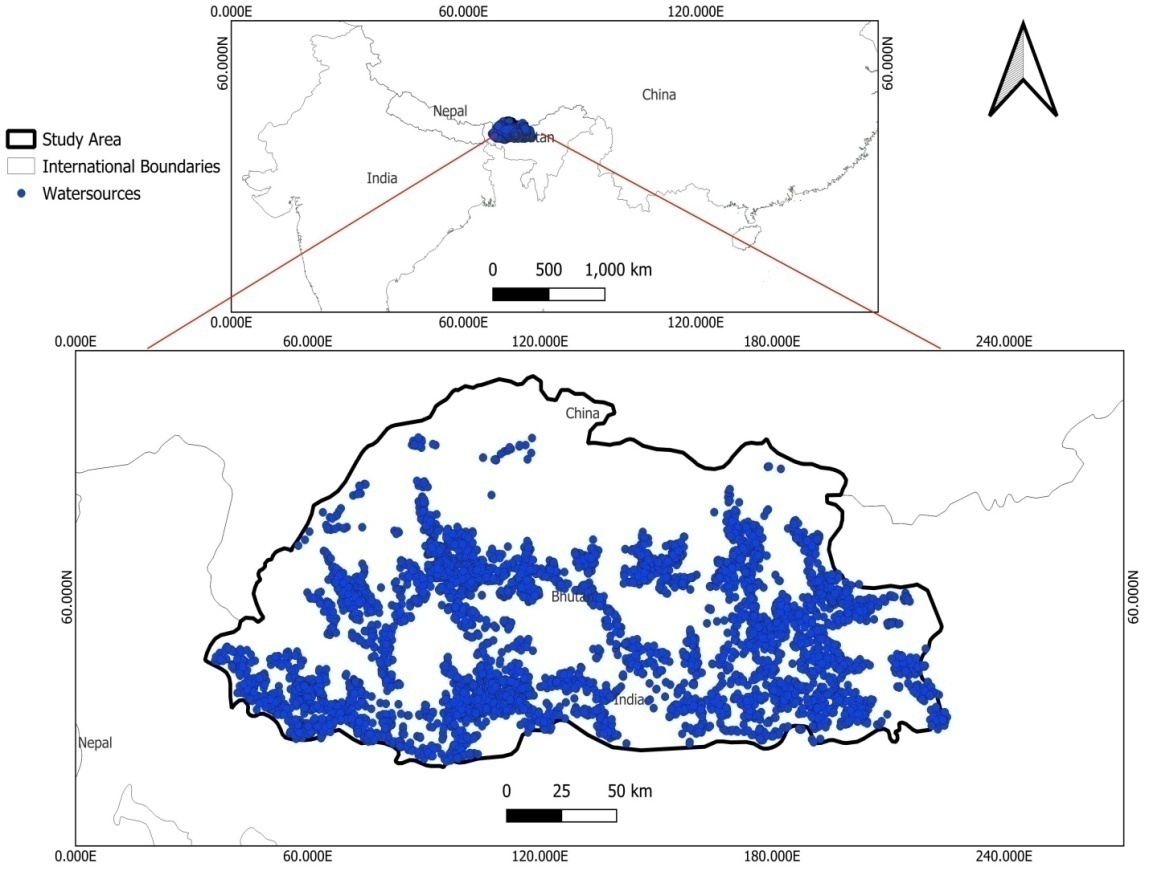 0.000E 60.000E 120.000E
60.000N
60.000N
China
Nepal
Bhutan
India
Study Area
International Boundaries
Watersources
0 500 1,000 km
0.000E 60.000E 120.000E
0.000E 60.000E 120.000E 180.000E 240.000E
China
60.000N
60.000N
Bhutan
India
Nepal
0 25 50 km
0.000E 60.000E 120.000E 180.000E 240.000E